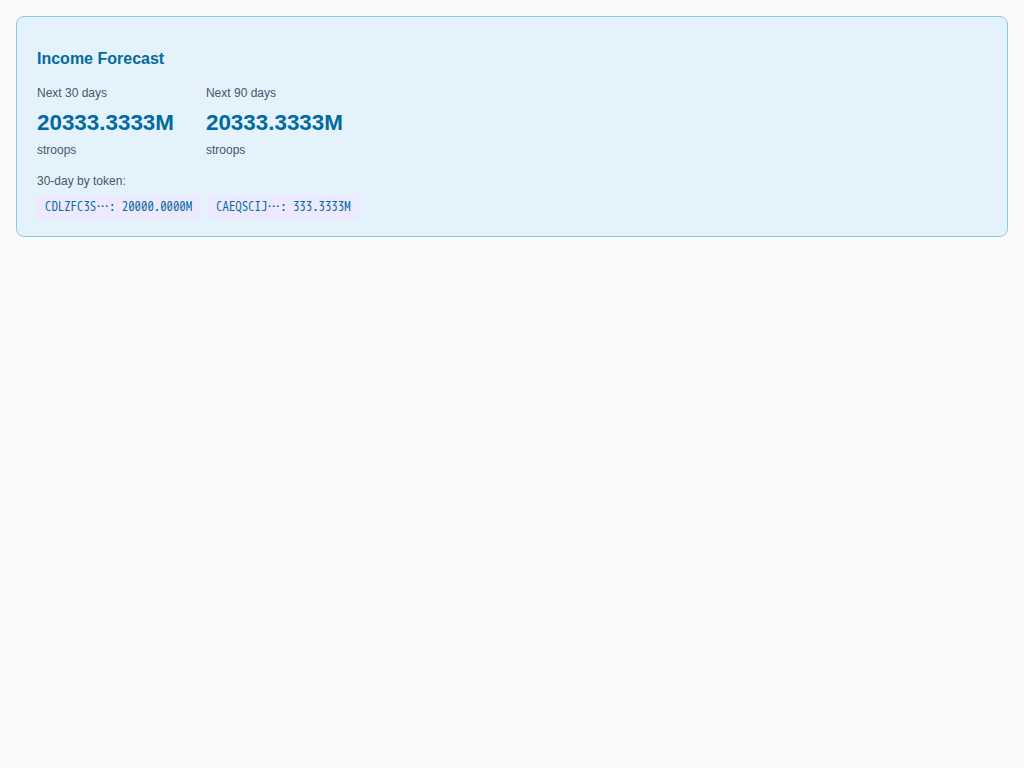 Income Forecast
Next 30 days
20333.3333M
stroops
Next 90 days
20333.3333M
stroops
30-day by token:
CDLZFC3S…: 20000.0000M
CAEQSCIJ…: 333.3333M